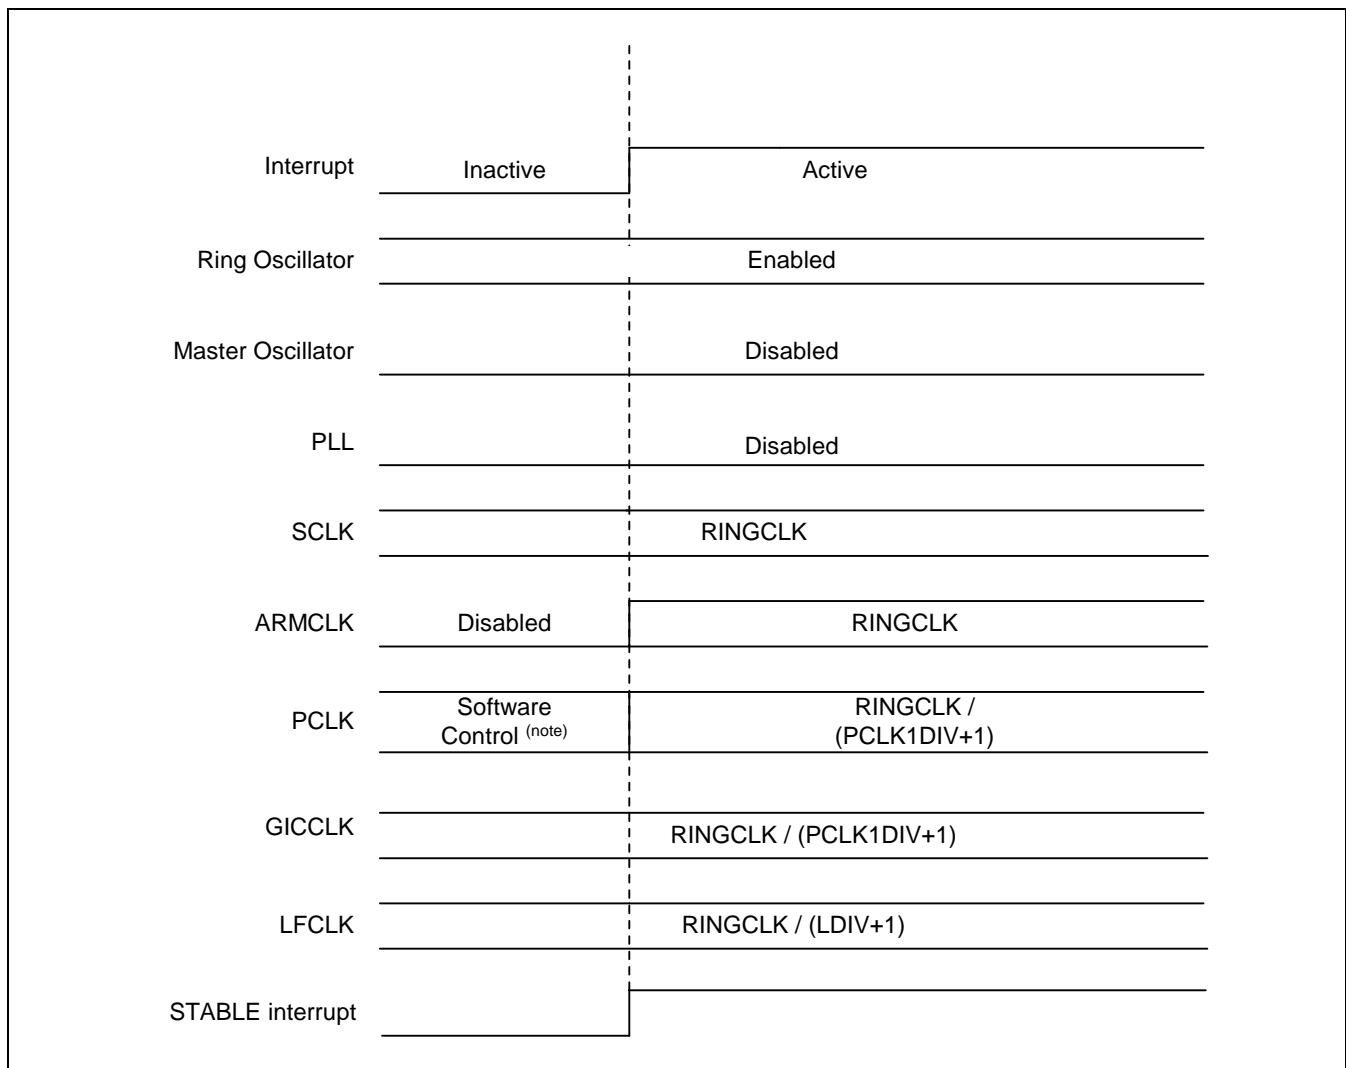 Interrupt Inactive Active
Ring Oscillator Enabled
Master Oscillator Disabled
PLL Disabled
SCLK RINGCLK
ARMCLK Disabled RINGCLK
PCLK Software Control (note) RINGCLK / (PCLK1DIV+1)
GICCLK RINGCLK / (PCLK1DIV+1)
LFCLK RINGCLK / (LDIV+1)
STABLE interrupt